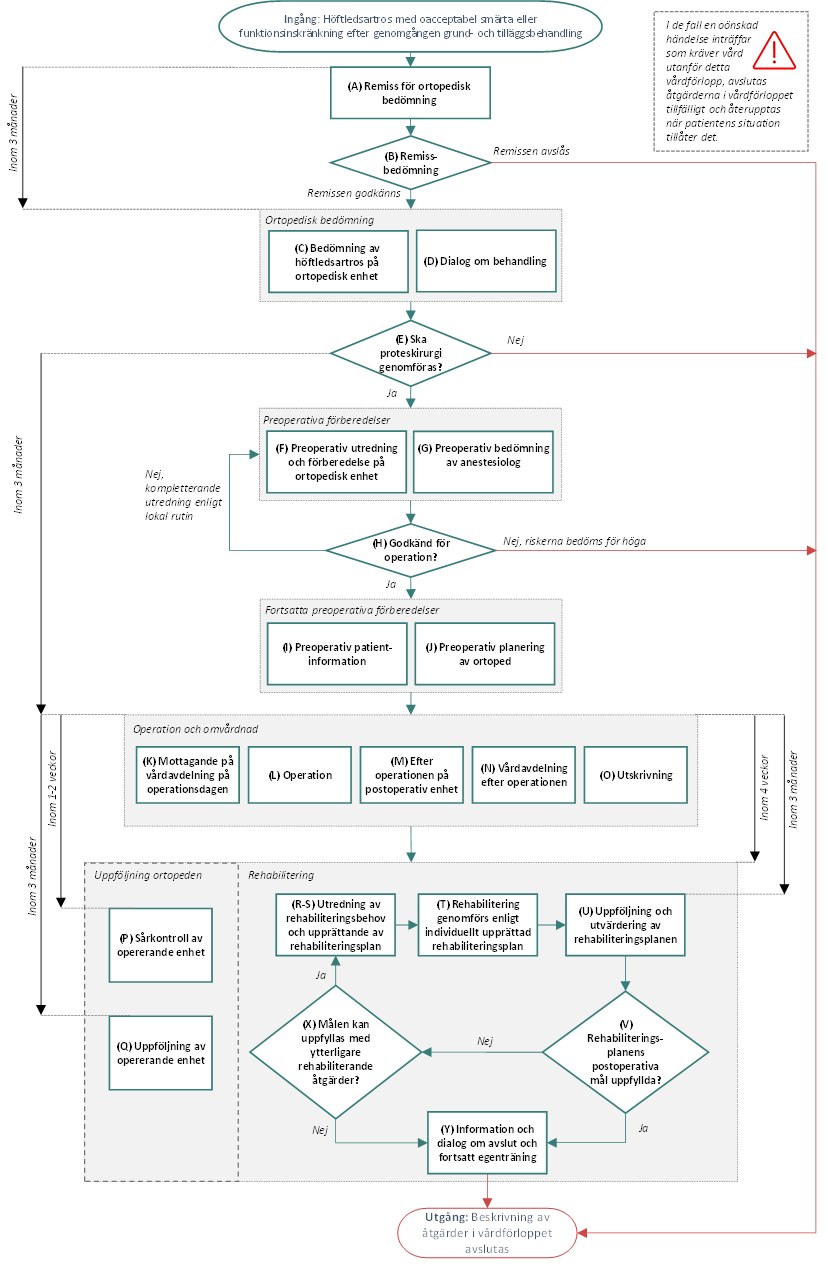 Ingång: Höftledsartros med oacceptabel smärta eller
funktionsinskränkning efter genomgången grund- och tilläggsbehandling
I de fall en oönskad
händelse inträffar
som kräver vård
utanför detta
vårdförlopp, avslutas
åtgärderna i vårdförloppet
tillfälligt och återupptas
när patientens situation
tillåter det.
Inom 3 månader
(A) Remiss för ortopedisk
bedömning
(B) Remiss-
bedömning
Remissen avslås
Remissen godkänns
Ortopedisk bedömning
(C) Bedömning av
höftledsartros på
ortopedisk enhet
(D) Dialog om behandling
(E) Ska
proteskirurgi
genomföras?
Nej
Ja
Inom 3 månader
Preoperativa förberedelser
(F) Preoperativ utredning
och förberedelse på
ortopedisk enhet
(G) Preoperativ bedömning
av anestesiolog
Nej,
kompletterande
utredning enligt
lokal rutin
(H) Godkänd för
operation?
Nej, riskerna bedöms för höga
Ja
Fortsatta preoperativa förberedelser
(I) Preoperativ patient-
information
(J) Preoperativ planering
av ortoped
Operation och omvårdnad
(K) Mottagande på
vårdavdelning på
operationsdagen
(L) Operation
(M) Efter
operationen på
postoperativ enhet
(N) Vårdavdelning
efter operationen
(O) Utskrivning
Inom 1-2 veckor
Inom 3 månader
Inom 4 veckor
Inom 3 månader
Uppföljning ortopeden
(P) Sårkontroll av
opererande enhet
(Q) Uppföljning av
opererande enhet
Rehabilitering
(R-S) Utredning av
rehabiliteringsbehov
och upprättande av
rehabiliteringsplan
(T) Rehabilitering
genomförs enligt
individuellt upprättad
rehabiliteringsplan
(U) Uppföljning och
utvärdering av
rehabiliteringsplanen
Ja
(X) Målen kan
uppfyllas med
ytterligare
rehabiliterande
åtgärder?
Nej
(V)
Rehabiliterings-
planens
postoperativa
mål uppfyllda?
Nej
Ja
(Y) Information och
dialog om avslut och
fortsatt egenträning
Utgång: Beskrivning av
åtgärder i vårdförloppet
avslutas